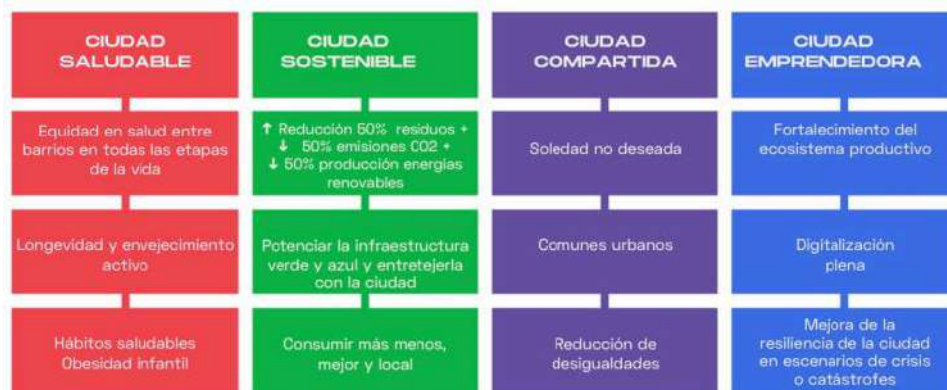 CIUDAD
SALUDABLE
Equidad en salud entre
barrios en todas las etapas
de la vida
Longevidad y envejecimiento
activo
Hábitos saludables
Obesidad infantil
CIUDAD
SOSTENIBLE
↑ Reducción 50% residuos +
↓ 50% emisiones CO2 +
↓ 50% producción energías
renovables
Potenciar la infraestructura
verde y azul y entretejerla
con la ciudad
Consumir más menos,
mejor y local
CIUDAD
COMPARTIDA
Soledad no deseada
Comunes urbanos
Reducción de
desigualdades
CIUDAD
EMPRENDEDORA
Fortalecimiento del
ecosistema productivo
Digitalización
plena
Mejora de la
resiliencia de la ciudad
en escenarios de crisis
o catástrofes